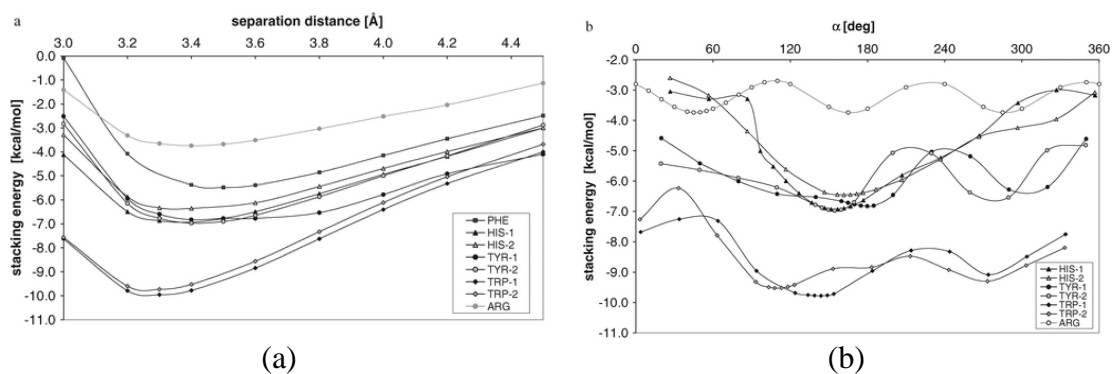 a
separation distance [Å]
3.0 3.2 3.4 3.6 3.8 4.0 4.2 4.4
0.0
-1.0
-2.0
-3.0
-4.0
-5.0
-6.0
-7.0
-8.0
-9.0
-10.0
-11.0
stacking energy [kcal/mol]
PHE
HIS-1
HIS-2
TYR-1
TYR-2
TRP-1
TRP-2
ARG
(a)
b
α [deg]
0 60 120 180 240 300 360
-2.0
-3.0
-4.0
-5.0
-6.0
-7.0
-8.0
-9.0
-10.0
-11.0
stacking energy [kcal/mol]
HIS-1
HIS-2
TYR-1
TYR-2
TRP-1
TRP-2
ARG
(b)